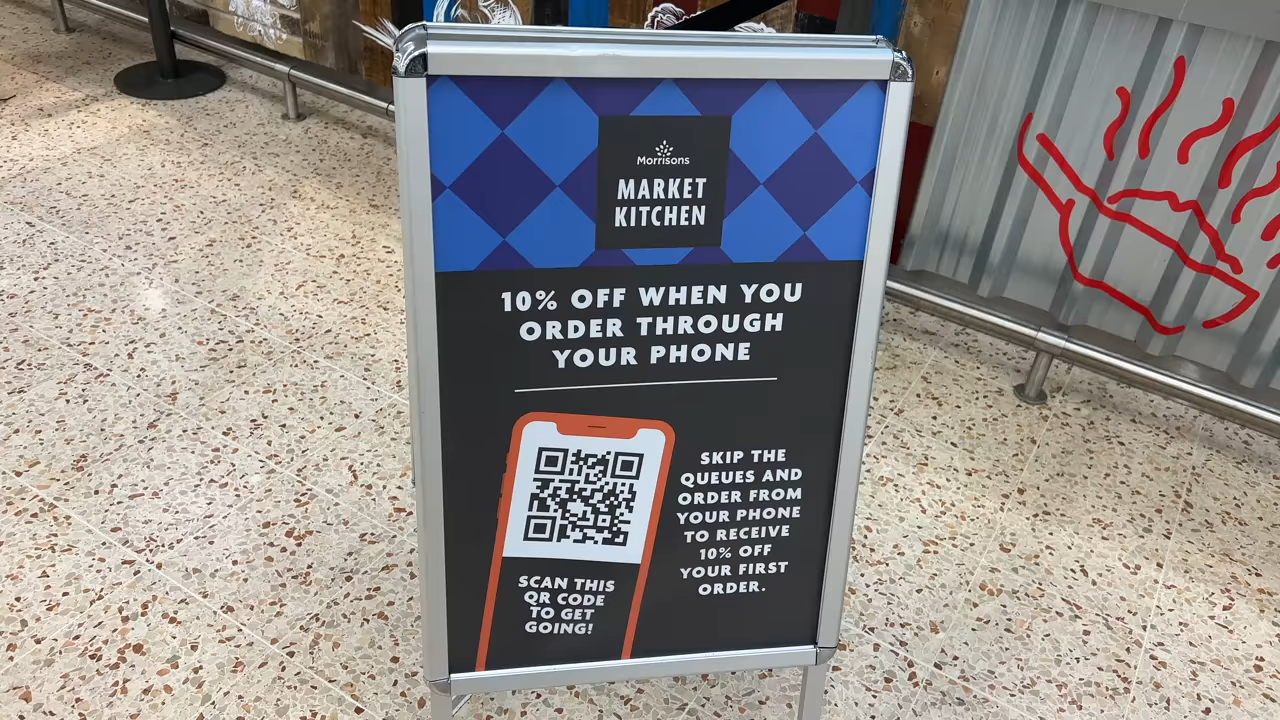 Morrisons
MARKET
KITCHEN
10% OFF WHEN YOU
ORDER THROUGH
YOUR PHONE
SKIP THE
QUEUES AND
ORDER FROM
YOUR PHONE
TO RECEIVE
10% OFF
YOUR FIRST
ORDER.
SCAN THIS
QR CODE
TO GET
GOING!